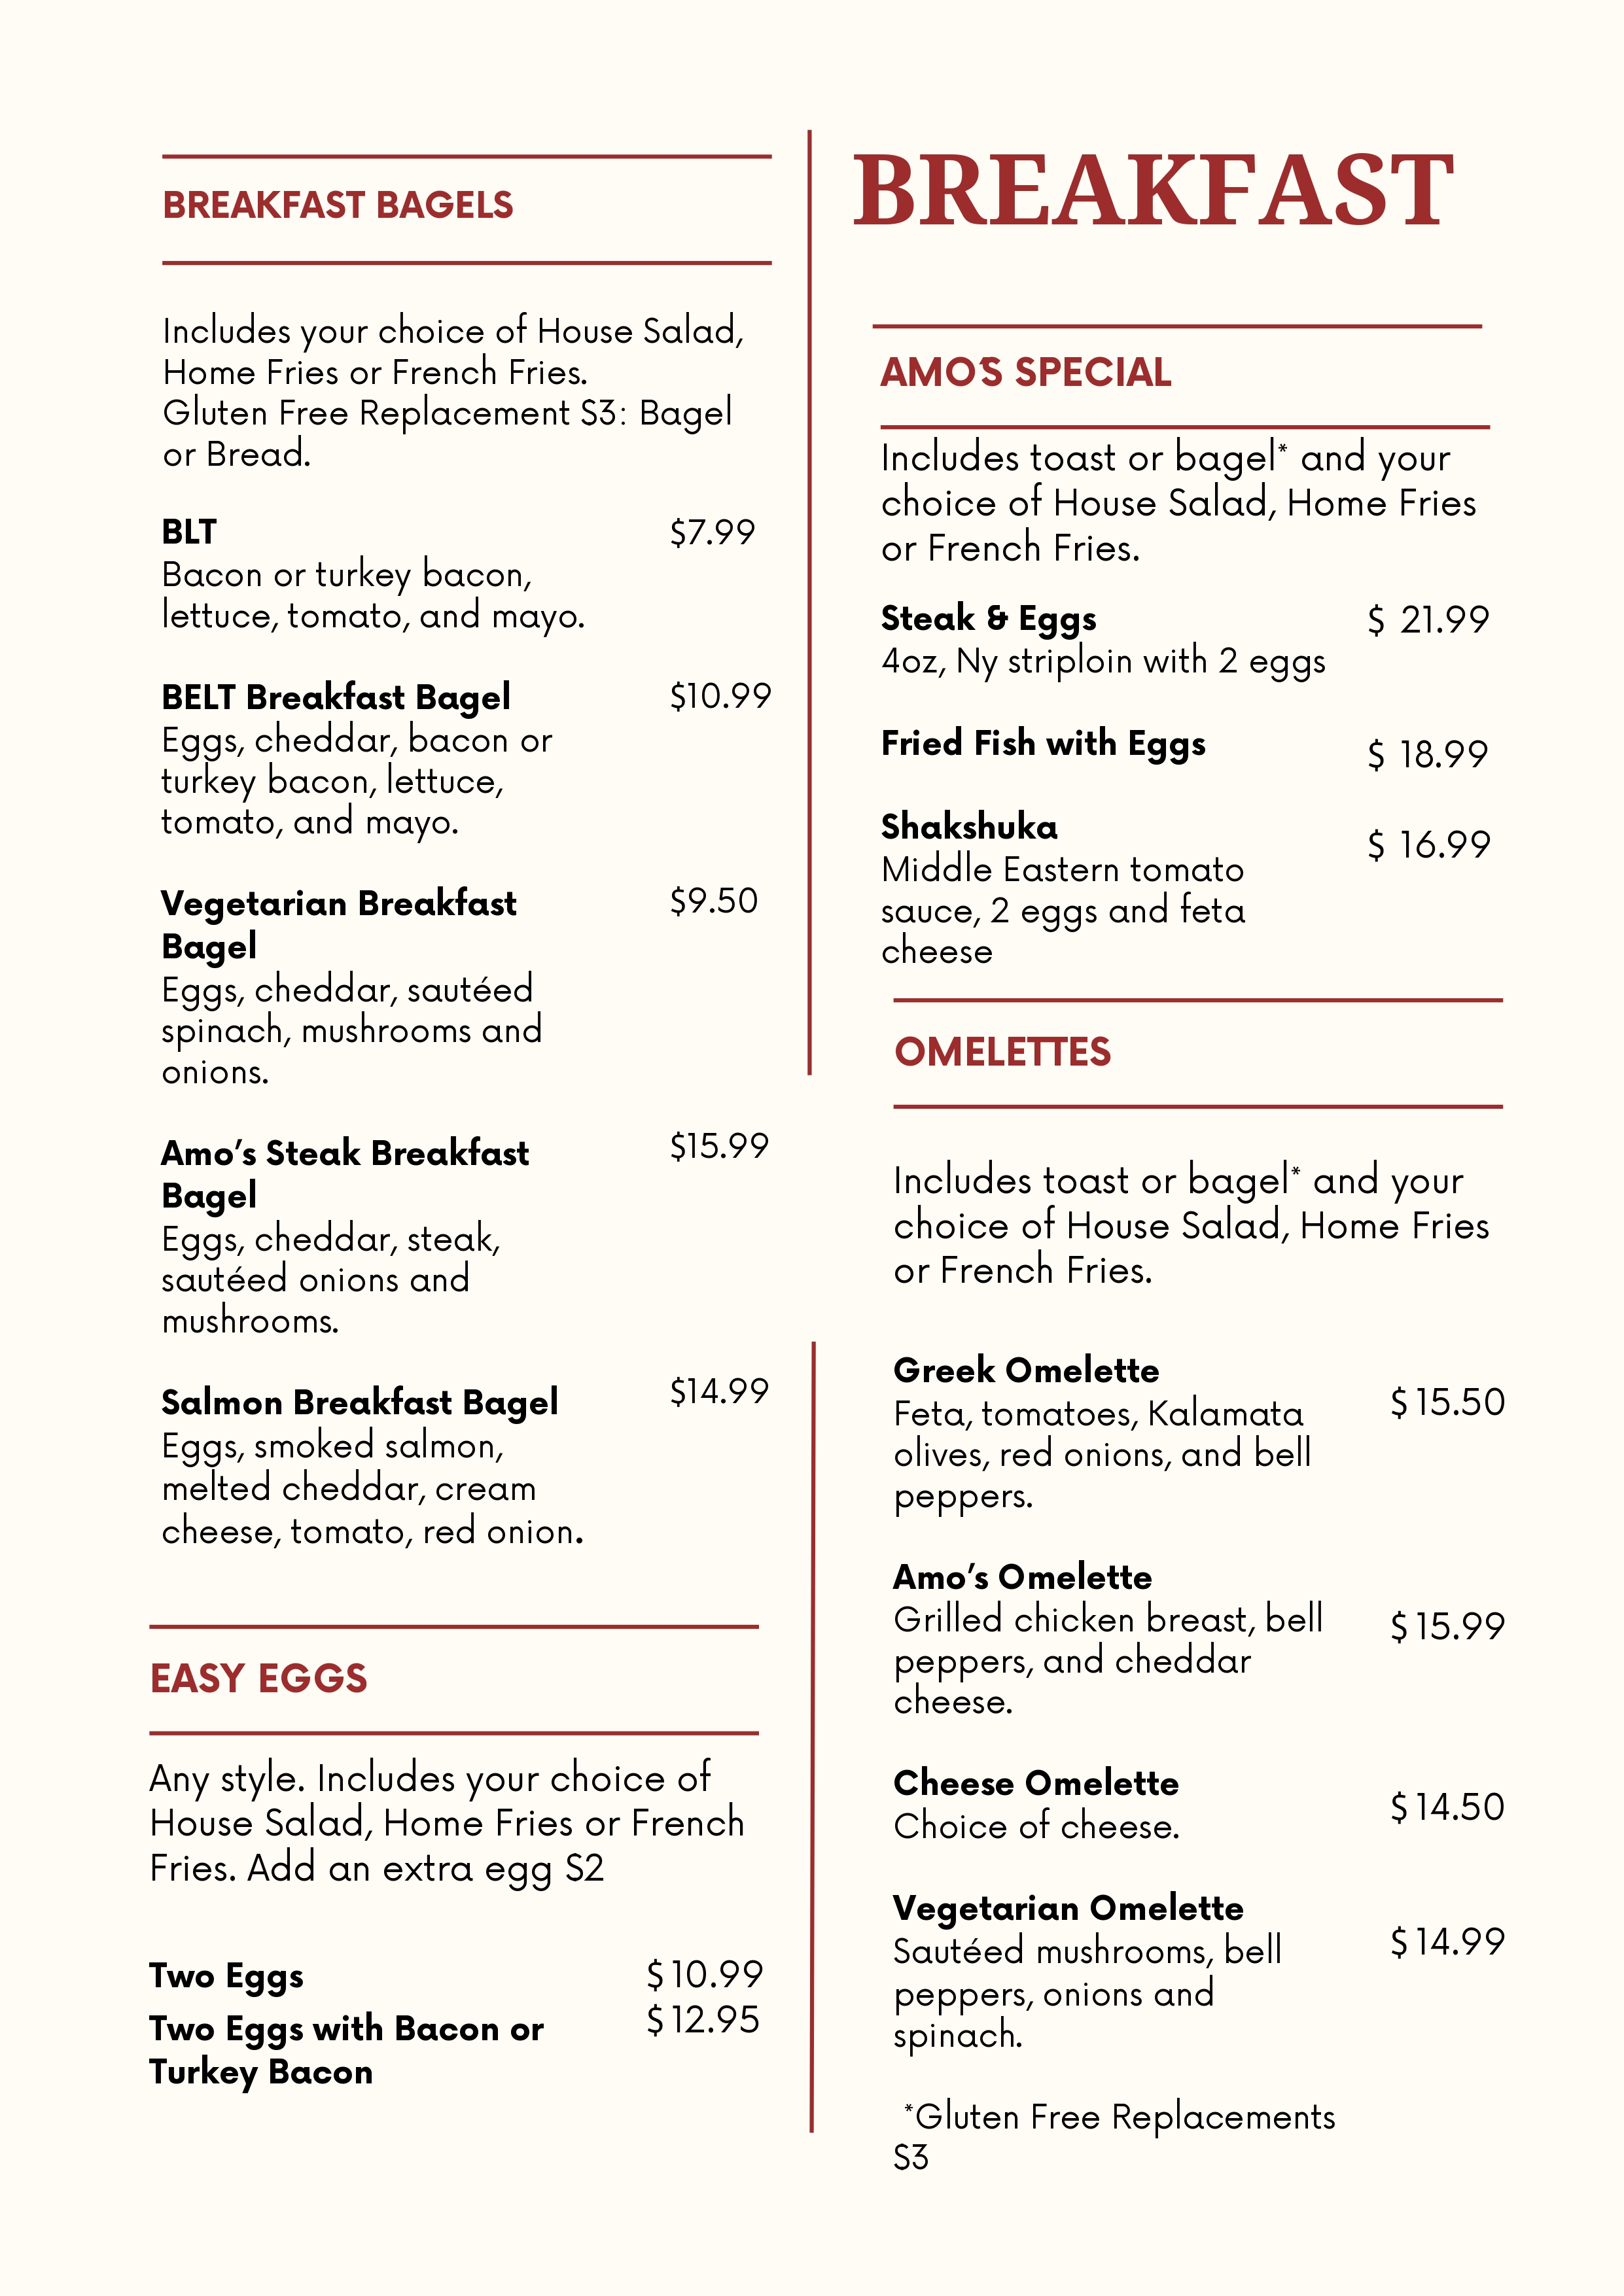 BREAKFAST BAGELS
Includes your choice of House Salad,
Home Fries or French Fries.
Gluten Free Replacement S3: Bagel
or Bread.
BLT $7.99
Bacon or turkey bacon,
lettuce, tomato, and mayo.
BELT Breakfast Bagel $10.99
Eggs, cheddar, bacon or
turkey bacon, lettuce,
tomato, and mayo.
Vegetarian Breakfast $9.50
Bagel
Eggs, cheddar, sautéed
spinach, mushrooms and
onions.
Amo's Steak Breakfast $15.99
Bagel
Eggs, cheddar, steak,
sautéed onions and
mushrooms.
Salmon Breakfast Bagel $14.99
Eggs, smoked salmon,
melted cheddar, cream
cheese, tomato, red onion.
EASY EGGS
Any style. Includes your choice of
House Salad, Home Fries or French
Fries. Add an extra egg S2
Two Eggs $10.99
Two Eggs with Bacon or $12.95
Turkey Bacon
BREAKFAST
AMO'S SPECIAL
Includes toast or bagel* and your
choice of House Salad, Home Fries
or French Fries.
Steak & Eggs $ 21.99
4oz, Ny striploin with 2 eggs
Fried Fish with Eggs $ 18.99
Shakshuka $ 16.99
Middle Eastern tomato
sauce, 2 eggs and feta
cheese
OMELETTES
Includes toast or bagel* and your
choice of House Salad, Home Fries
or French Fries.
Greek Omelette $15.50
Feta, tomatoes, Kalamata
olives, red onions, and bell
peppers.
Amo's Omelette
Grilled chicken breast, bell $15.99
peppers, and cheddar
cheese.
Cheese Omelette $14.50
Choice of cheese.
Vegetarian Omelette
Sautéed mushrooms, bell $14.99
peppers, onions and
spinach.
*Gluten Free Replacements
S3